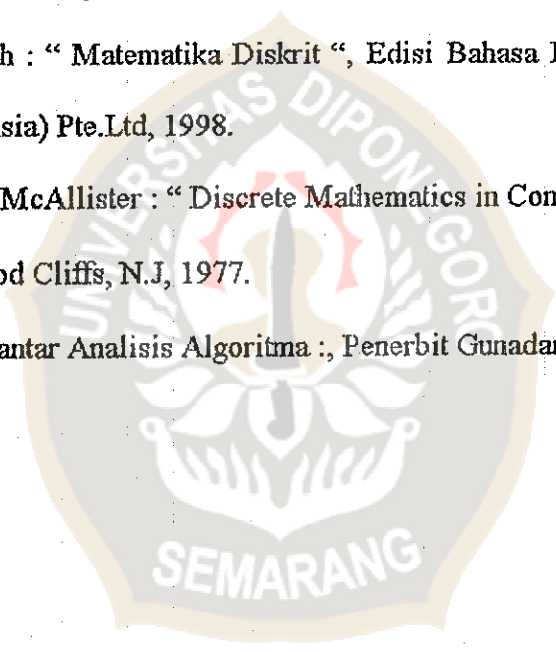 h : “ Matematika Diskrit “, Edisi Bahasa
sia) Pte.Ltd, 1998.
McAllister : “ Discrete Mathematics in Con
od Cliffs, N.J, 1977.
antar Analisis Algoritma :, Penerbit Gunadar
UNIVERSITAS DIPONEGORO
SEMARANG